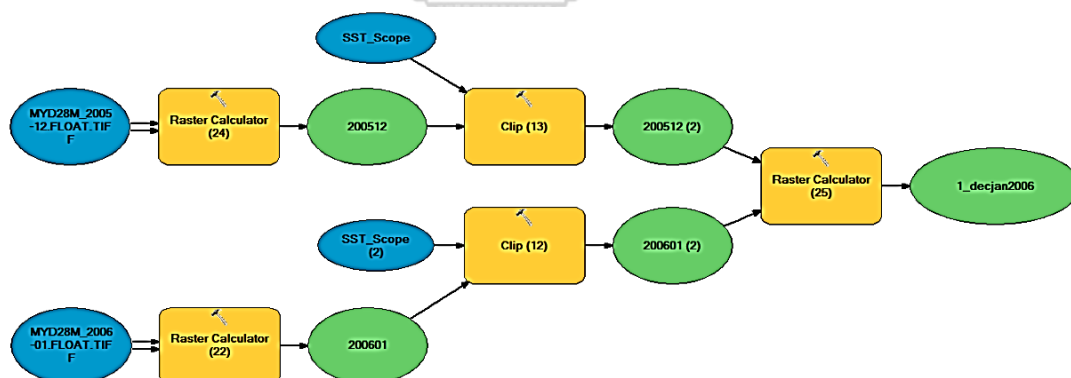 SST_Scope
MYD28M_2005
-12.FLOAT.TIF
F
Raster Calculator
(24)
200512
Clip (13)
200512 (2)
Raster Calculator
(25)
1_decjan2006
SST_Scope
(2)
Clip (12)
200601 (2)
MYD28M_2006
-01.FLOAT.TIF
F
Raster Calculator
(22)
200601